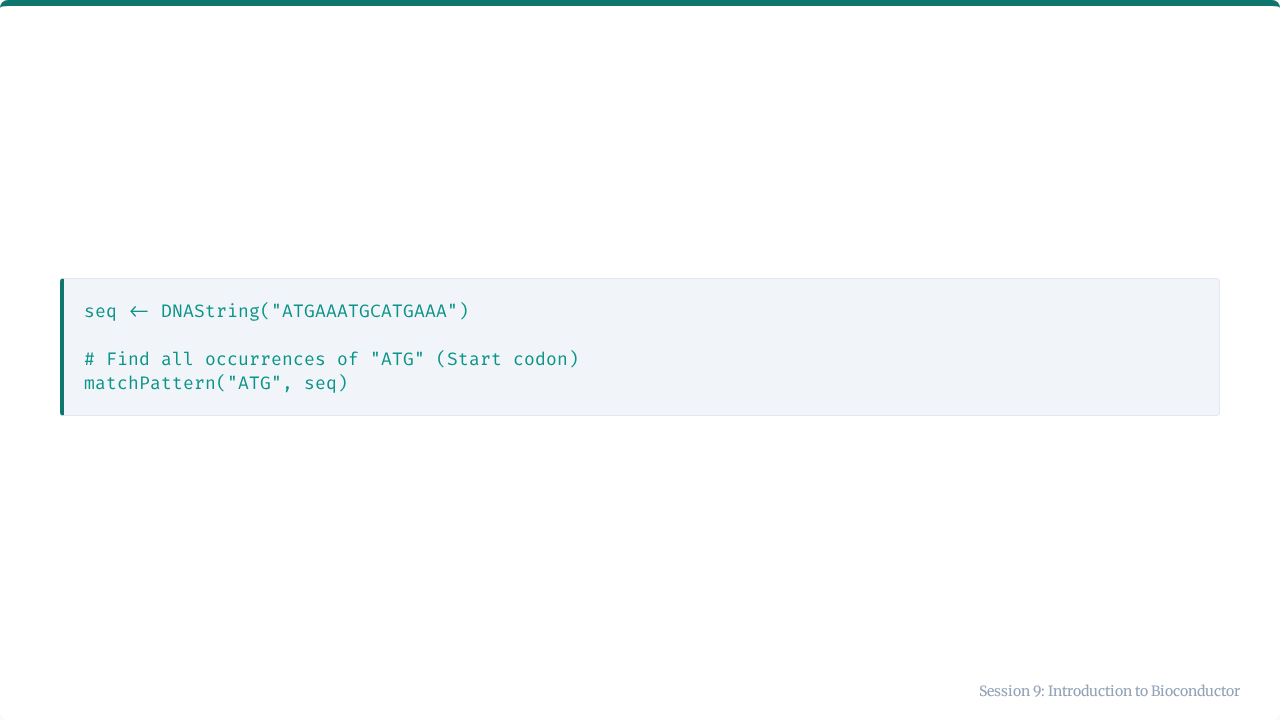 seq <- DNAString("ATGAAATGCATGAAA")
# Find all occurrences of "ATG" (Start codon)
matchPattern("ATG", seq)
Session 9: Introduction to Bioconductor